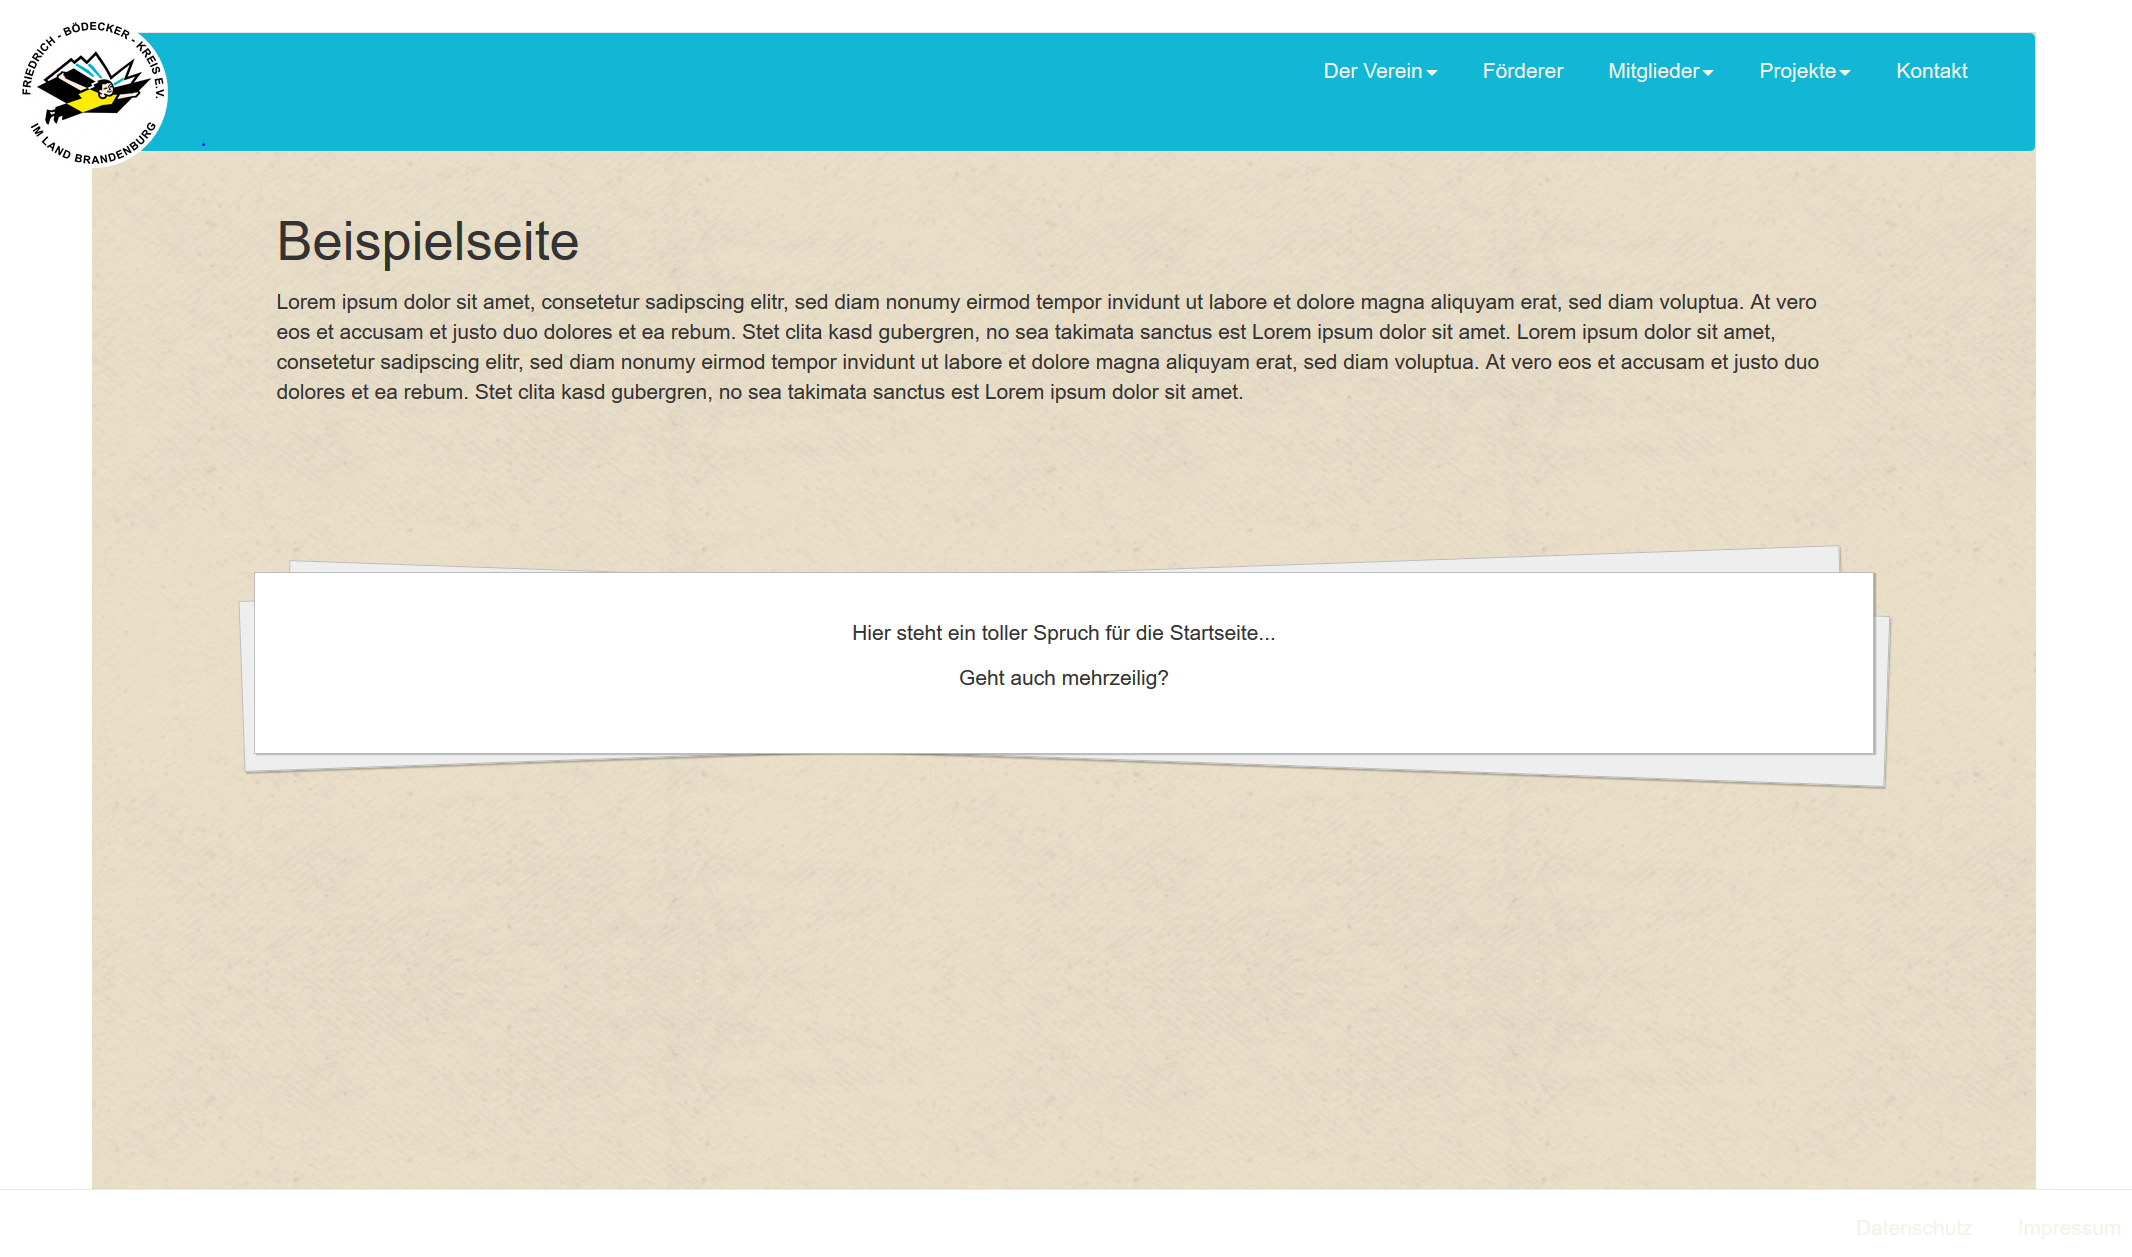 FRIEDRICH - BÖDECKER - KREIS E.V.
IM LAND BRANDENBURG
.
Der Verein
Förderer
Mitglieder
Projekte
Kontakt
Beispielseite
Lorem ipsum dolor sit amet, consetetur sadipscing elitr, sed diam nonumy eirmod tempor invidunt ut labore et dolore magna aliquyam erat, sed diam voluptua. At vero
eos et accusam et justo duo dolores et ea rebum. Stet clita kasd gubergren, no sea takimata sanctus est Lorem ipsum dolor sit amet. Lorem ipsum dolor sit amet,
consetetur sadipscing elitr, sed diam nonumy eirmod tempor invidunt ut labore et dolore magna aliquyam erat, sed diam voluptua. At vero eos et accusam et justo duo
dolores et ea rebum. Stet clita kasd gubergren, no sea takimata sanctus est Lorem ipsum dolor sit amet.
Hier steht ein toller Spruch für die Startseite...
Geht auch mehrzeilig?
Datenschutz
Impressum